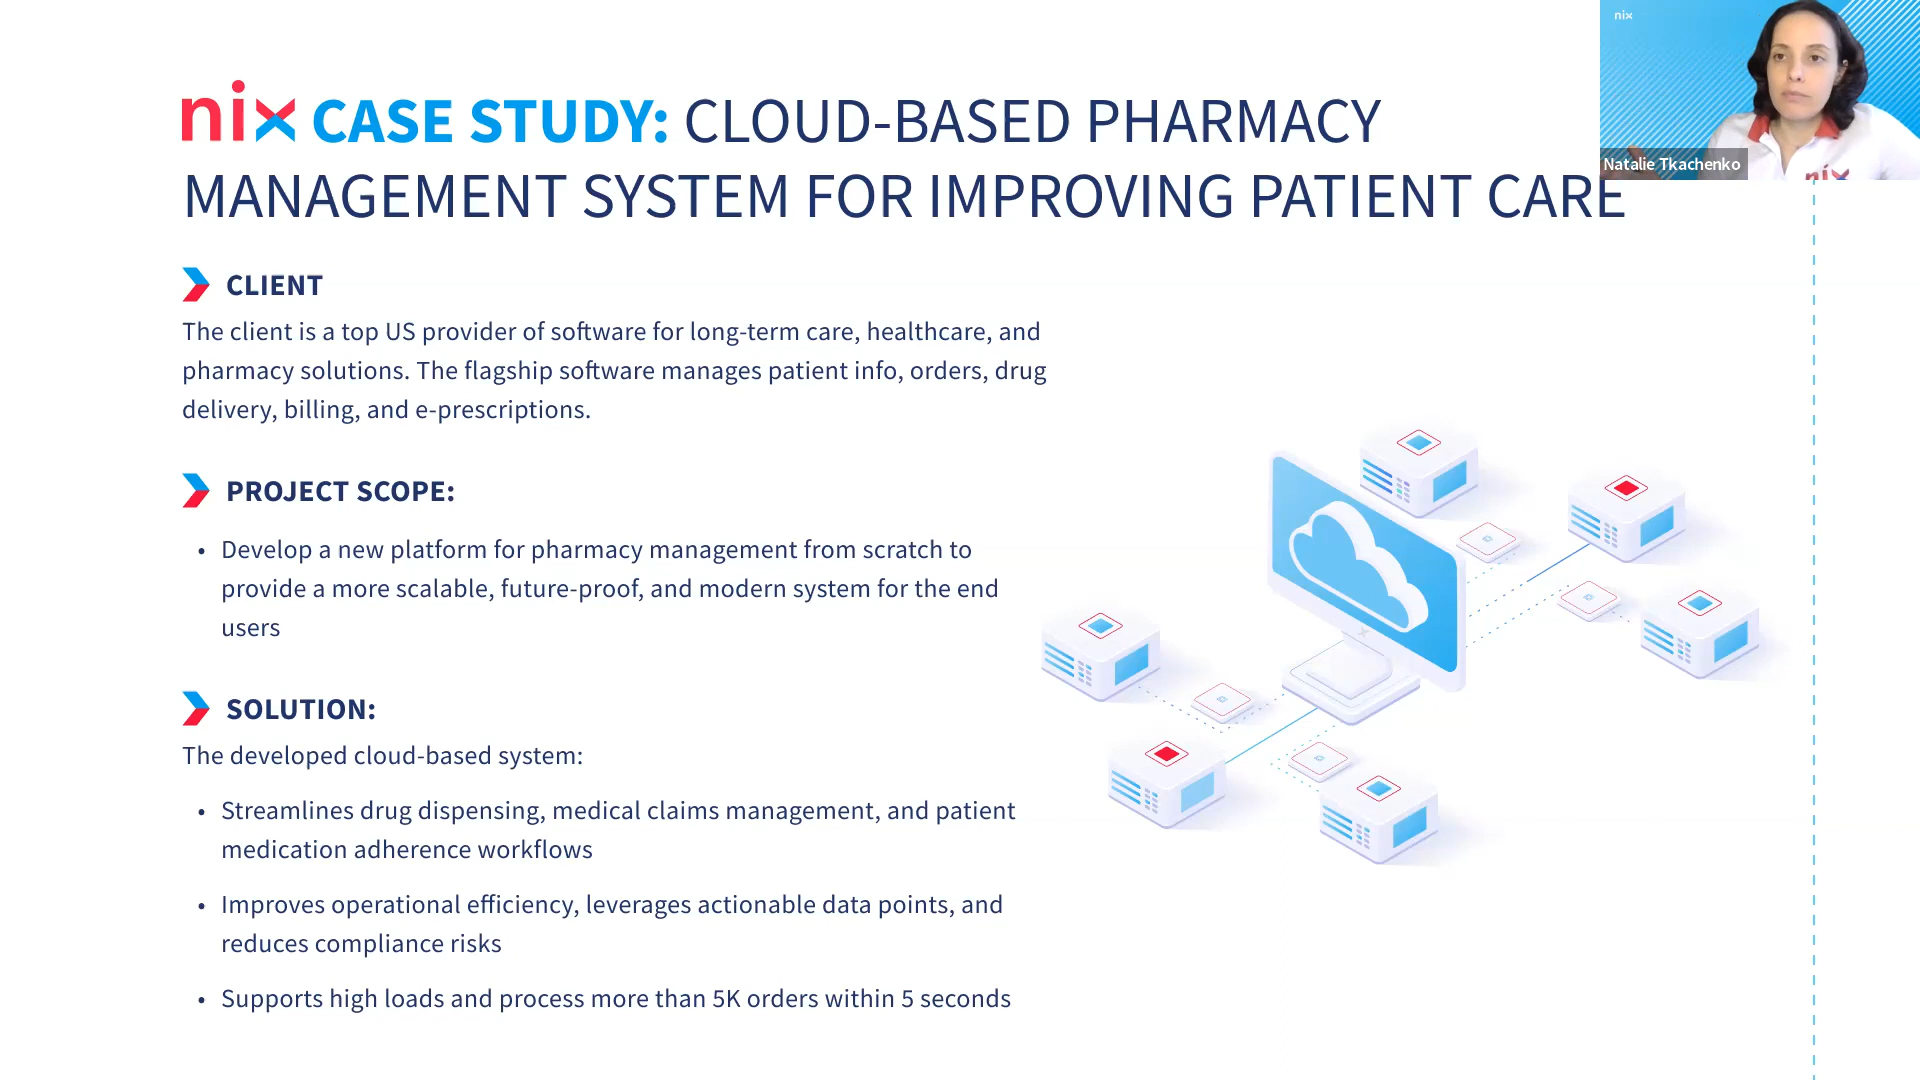 nix
nix CASE STUDY: CLOUD-BASED PHARMACY
MANAGEMENT SYSTEM FOR IMPROVING PATIENT CARE
Natalie Tkachenko
nix
CLIENT
The client is a top US provider of software for long-term care, healthcare, and
pharmacy solutions. The flagship software manages patient info, orders, drug
delivery, billing, and e-prescriptions.
PROJECT SCOPE:
• Develop a new platform for pharmacy management from scratch to
provide a more scalable, future-proof, and modern system for the end
users
SOLUTION:
The developed cloud-based system:
• Streamlines drug dispensing, medical claims management, and patient
medication adherence workflows
• Improves operational efficiency, leverages actionable data points, and
reduces compliance risks
• Supports high loads and process more than 5K orders within 5 seconds